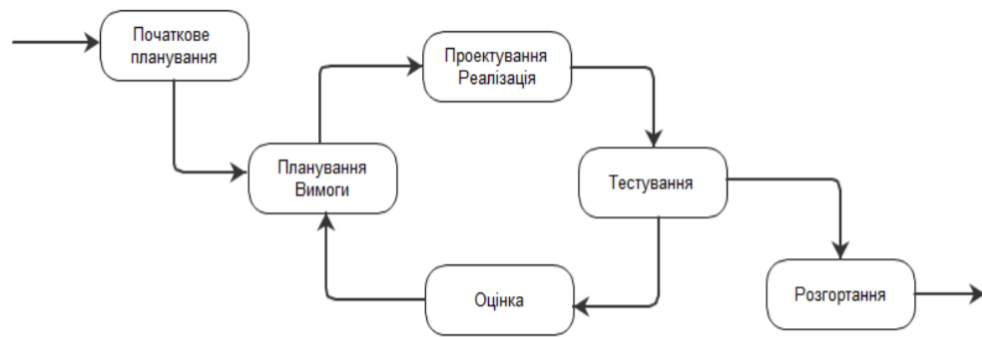 Початкове
планування
Проектування
Реалізація
Планування
Вимоги
Тестування
Оцінка
Розгортання